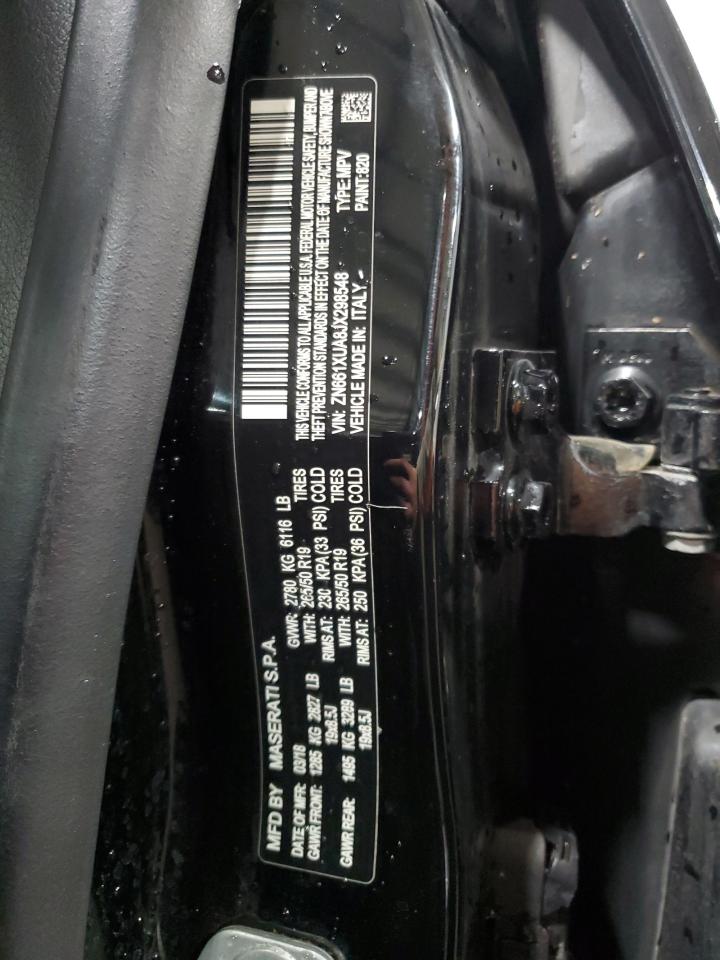 MFD BY MASERATI S.P.A.
DATE OF MFR: 03/18 GVWR: 2780 KG 6116 LB
GAWR FRONT: 1285 KG 2827 LB WITH: 265/50 R19 TIRES
19x8.5J RIMS AT: 230 KPA (33 PSI) COLD
GAWR REAR: 1495 KG 3289 LB WITH: 265/50 R19 TIRES
19x8.5J RIMS AT: 250 KPA (36 PSI) COLD
THIS VEHICLE CONFORMS TO ALL APPLICABLE U.S.A. FEDERAL MOTOR VEHICLE SAFETY, BUMPER AND
THEFT PREVENTION STANDARDS IN EFFECT ON THE DATE OF MANUFACTURE SHOWN ABOVE
VIN: ZN661XUA8JX298548 TYPE: MPV
VEHICLE MADE IN: ITALY - PAINT: 820